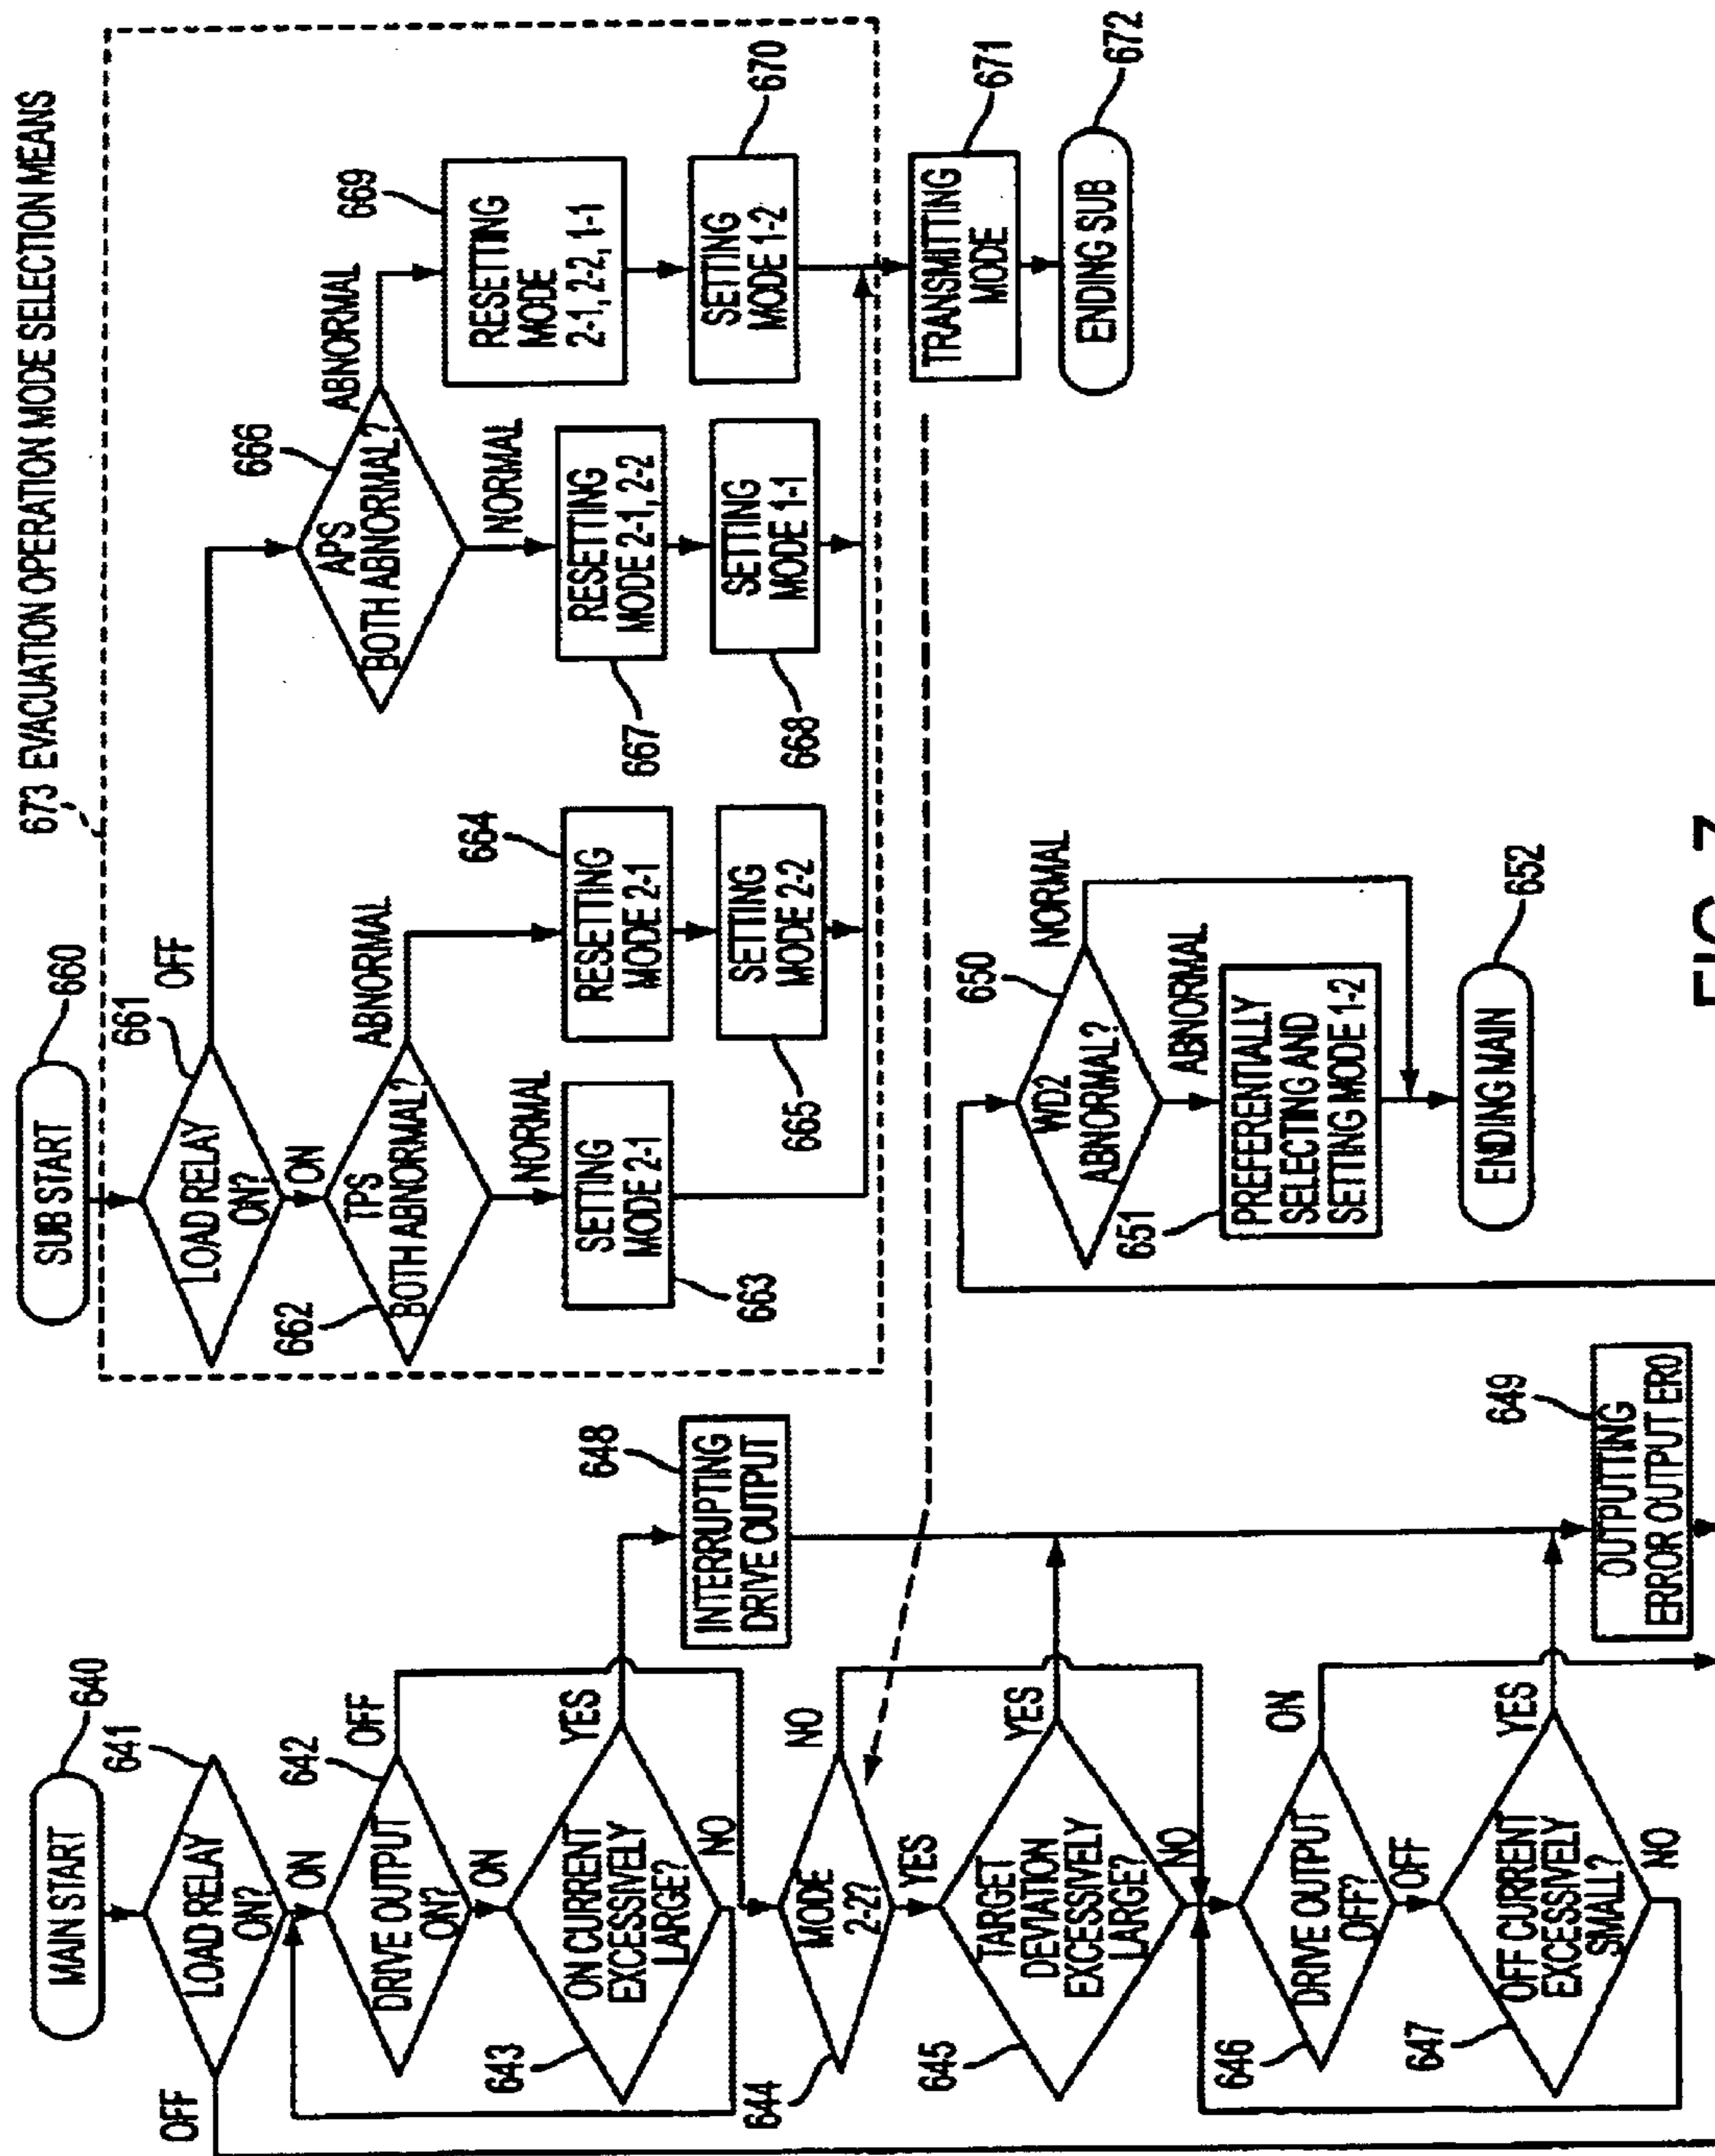 MAIN START
640
641
LOAD RELAY
ON?
OFF
ON
642
DRIVE OUTPUT
ON?
OFF
ON
643
ON CURRENT
EXCESSIVELY
LARGE?
YES
NO
648
INTERRUPTING
DRIVE OUTPUT
644
MODE
2-2?
NO
YES
645
TARGET
DEVIATION
EXCESSIVELY
LARGE?
YES
NO
646
DRIVE OUTPUT
OFF?
ON
OFF
647
OFF CURRENT
EXCESSIVELY
SMALL?
YES
NO
649
OUTPUTTING
ERROR OUTPUT ER0
673 EVACUATION OPERATION MODE SELECTION MEANS
SUB START
660
661
LOAD RELAY
ON?
OFF
ON
662
TPS
BOTH ABNORMAL?
ABNORMAL
NORMAL
SETTING
MODE 2-1
663
664
RESETTING
MODE 2-1
SETTING
MODE 2-2
665
666
APS
BOTH ABNORMAL?
ABNORMAL
NORMAL
RESETTING
MODE 2-1, 2-2
667
SETTING
MODE 1-1
668
669
RESETTING
MODE
2-1, 2-2, 1-1
670
SETTING
MODE 1-2
671
TRANSMITTING
MODE
672
ENDING SUB
650
WD2
ABNORMAL?
NORMAL
ABNORMAL
651
PREFERENTIALLY
SELECTING AND
SETTING MODE 1-2
652
ENDING MAIN